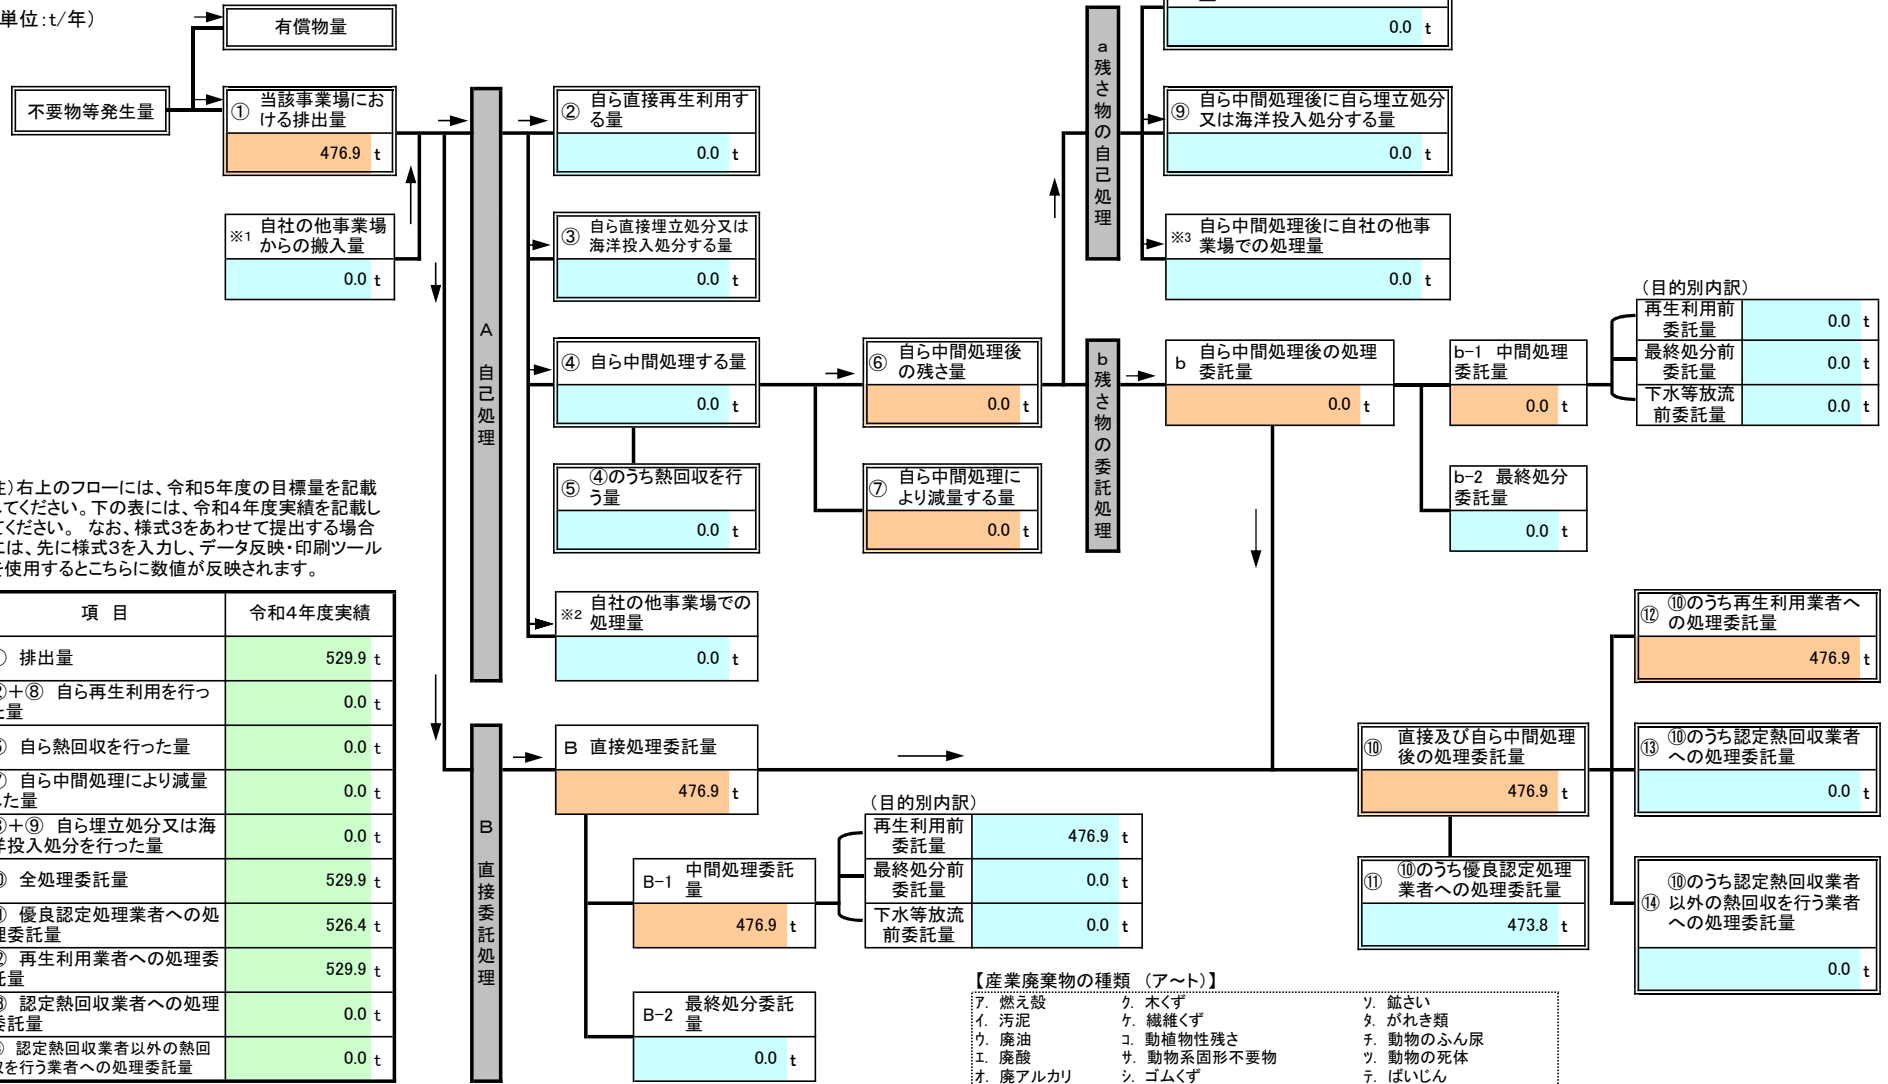 単位：t/年）
有償物量
不要物等発生量
① 当該事業場にお
ける排出量
476.9 t
※1 自社の他事業場
からの搬入量
0.0 t
A 自己処理
② 自ら直接再生利用す
る量
0.0 t
③ 自ら直接埋立処分又は
海洋投入処分する量
0.0 t
④ 自ら中間処理する量
0.0 t
⑤ ④のうち熱回収を行
う量
0.0 t
※2 自社の他事業場での
処理量
0.0 t
⑥ 自ら中間処理後
の残さ量
0.0 t
⑦ 自ら中間処理に
より減量する量
0.0 t
a 残さ物の自己処理
0.0 t
⑨ 自ら中間処理後に自ら埋立処分
又は海洋投入処分する量
0.0 t
※3 自ら中間処理後に自社の他事
業場での処理量
0.0 t
b 残さ物の委託処理
b 自ら中間処理後の処理
委託量
0.0 t
b-1 中間処理
委託量
0.0 t
b-2 最終処分
委託量
0.0 t
（目的別内訳）
再生利用前
委託量
0.0 t
最終処分前
委託量
0.0 t
下水等放流
前委託量
0.0 t
）右上のフローには、令和5年度の目標量を記載
してください。下の表には、令和4年度実績を記載し
てください。 なお、様式3をあわせて提出する場合
には、先に様式3を入力し、データ反映・印刷ツール
を使用するとこちらに数値が反映されます。
項 目 令和4年度実績
排出量 529.9 t
＋⑧ 自ら再生利用を行っ
た量 0.0 t
自ら熱回収を行った量 0.0 t
自ら中間処理により減量
した量 0.0 t
＋⑨ 自ら埋立処分又は海
洋投入処分を行った量 0.0 t
全処理委託量 529.9 t
優良認定処理業者への処
理委託量 526.4 t
再生利用業者への処理委
託量 529.9 t
認定熱回収業者への処理
委託量 0.0 t
認定熱回収業者以外の熱回
収を行う業者への処理委託量 0.0 t
B 直接委託処理
B 直接処理委託量
476.9 t
B-1 中間処理委託
量
476.9 t
B-2 最終処分委託
量
0.0 t
（目的別内訳）
再生利用前
委託量
476.9 t
最終処分前
委託量
0.0 t
下水等放流
前委託量
0.0 t
⑩ 直接及び自ら中間処理
後の処理委託量
476.9 t
⑪ ⑩のうち優良認定処理
業者への処理委託量
473.8 t
⑫ ⑩のうち再生利用業者へ
の処理委託量
476.9 t
⑬ ⑩のうち認定熱回収業者
への処理委託量
0.0 t
⑭ ⑩のうち認定熱回収業者
以外の熱回収を行う業者
への処理委託量
0.0 t
【産業廃棄物の種類 （ア～ト）】
ア. 燃え殻 ク. 木くず ソ. 鉱さい
イ. 汚泥 ケ. 繊維くず タ. がれき類
ウ. 廃油 コ. 動植物性残さ チ. 動物のふん尿
エ. 廃酸 サ. 動物系固形不要物 ツ. 動物の死体
オ. 廃アルカリ シ. ゴムくず テ. ばいじん